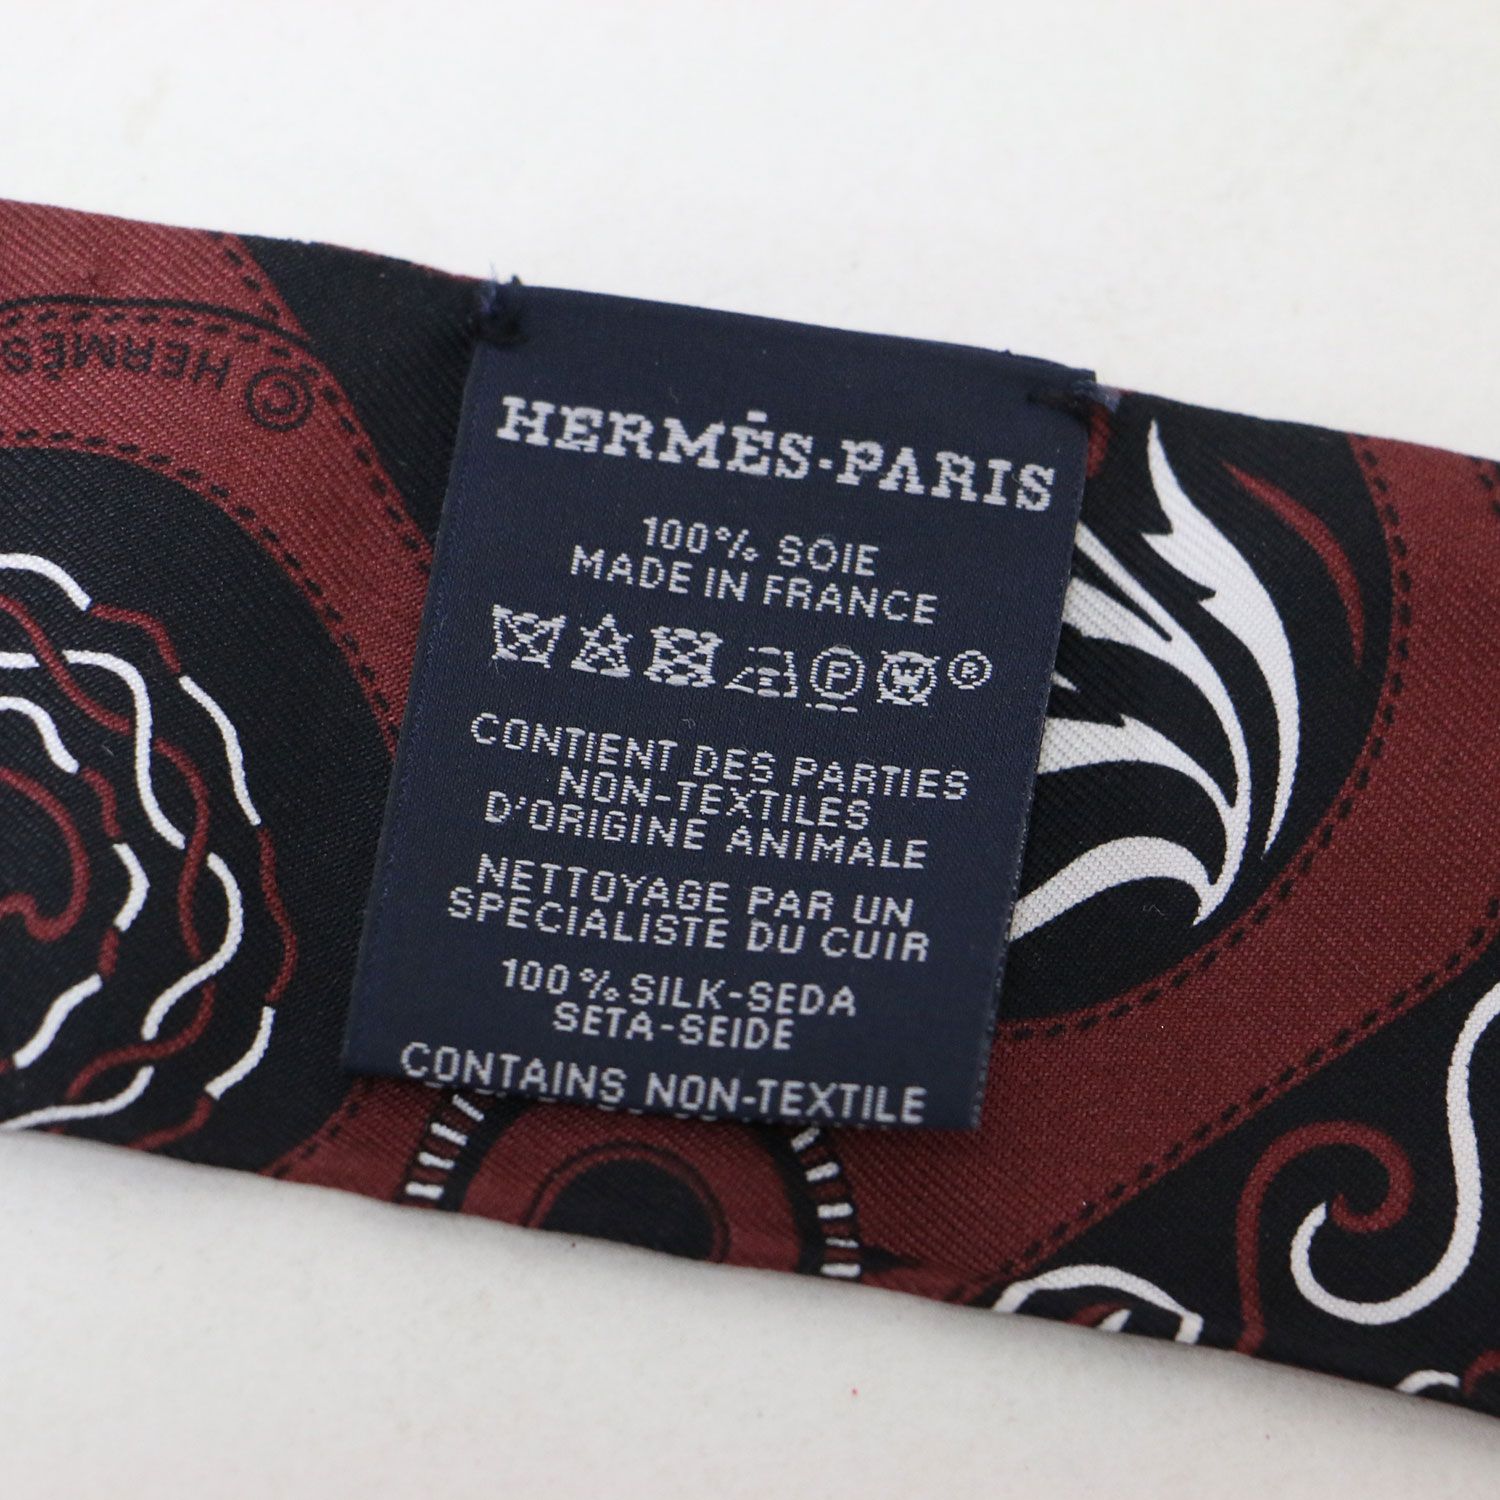 © HERMÈS
HERMÈS-PARIS
100% SOIE
MADE IN FRANCE
P W ®
CONTIENT DES PARTIES
NON-TEXTILES
D'ORIGINE ANIMALE
NETTOYAGE PAR UN
SPECIALISTE DU CUIR
100% SILK-SEDA
SETA-SEIDE
CONTAINS NON-TEXTILE